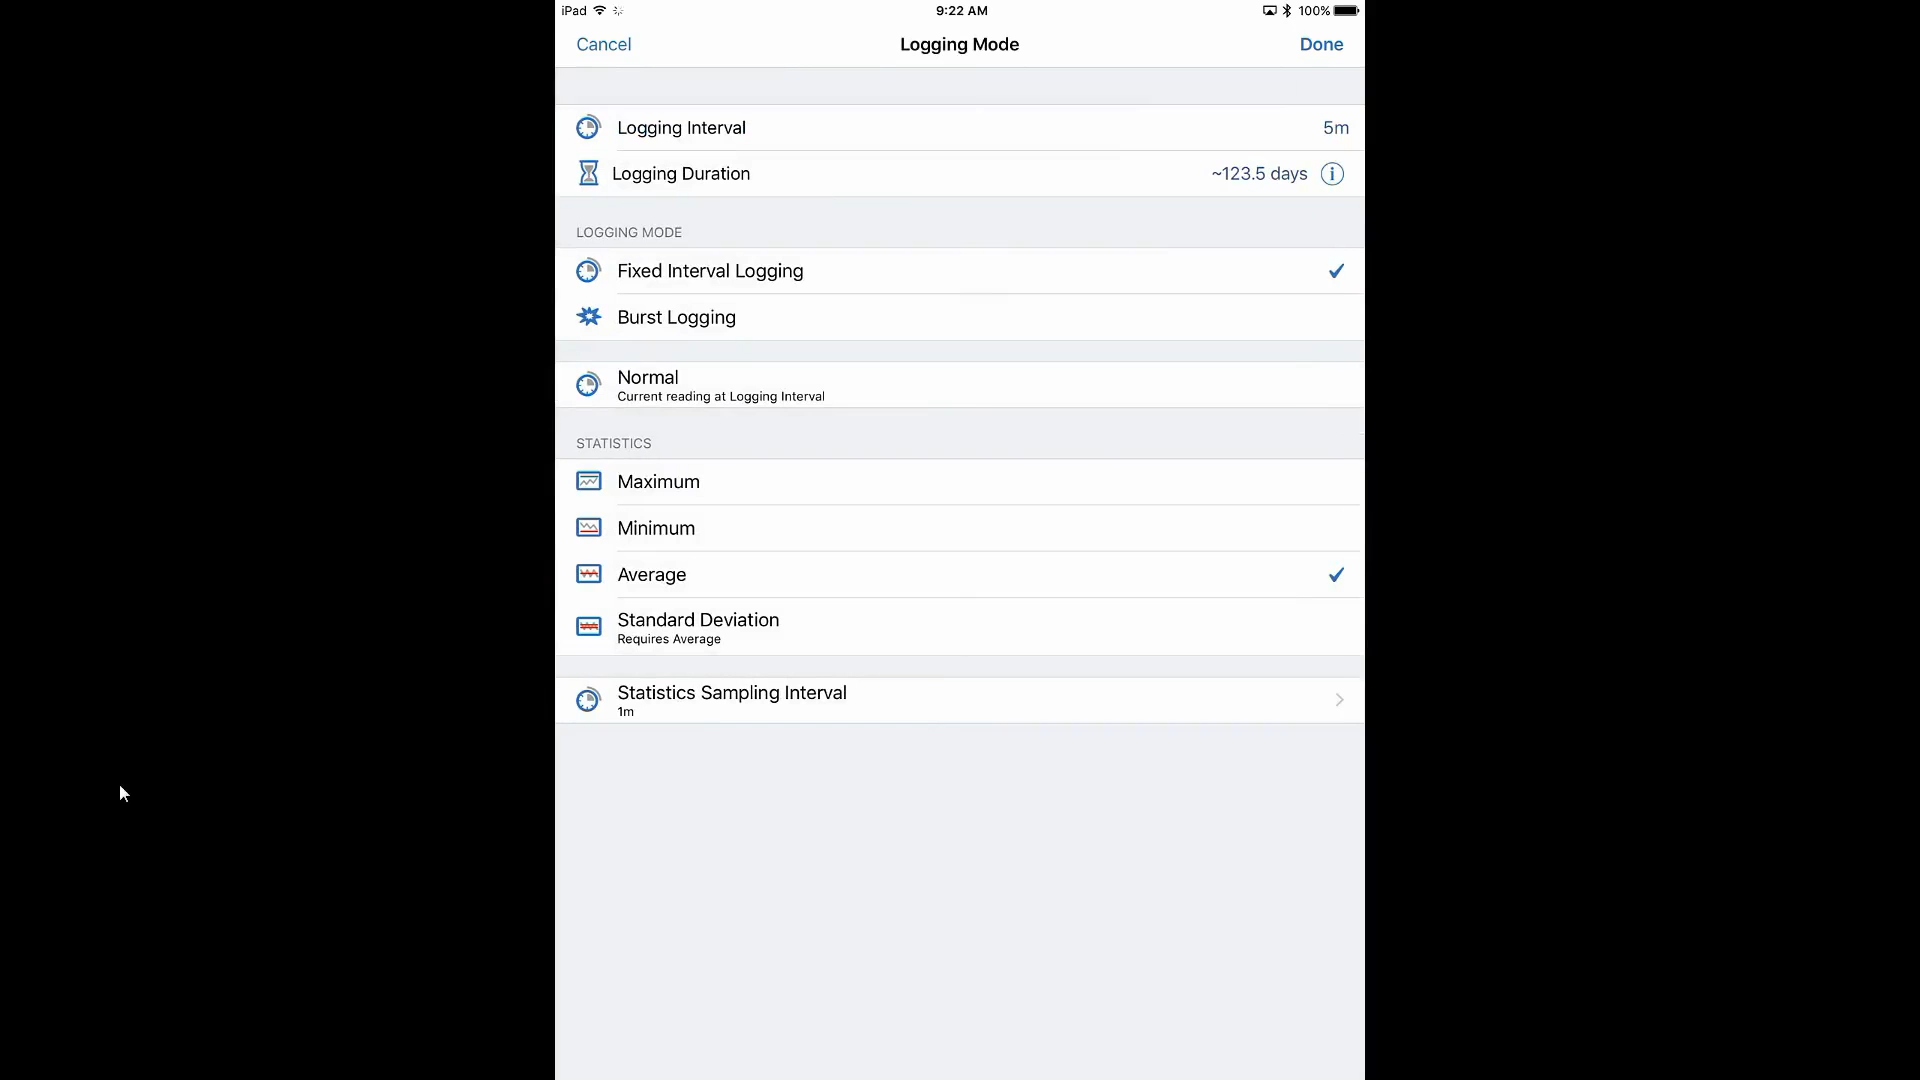 iPad 9:22 AM 100%
Cancel Logging Mode Done
Logging Interval 5m
Logging Duration ~123.5 days
LOGGING MODE
Fixed Interval Logging
Burst Logging
Normal
Current reading at Logging Interval
STATISTICS
Maximum
Minimum
Average
Standard Deviation
Requires Average
Statistics Sampling Interval
1m